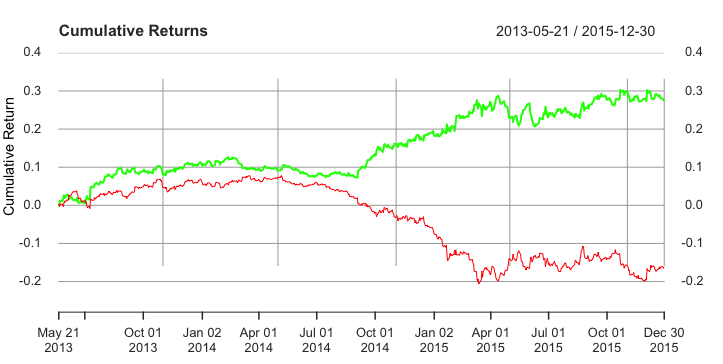 Cumulative Returns 2013-05-21 / 2015-12-30
0.4 0.4
0.3 0.3
0.2 0.2
0.1 0.1
0.0 0.0
-0.1 -0.1
-0.2 -0.2
Cumulative Return
May 21 Oct 01 Jan 02 Apr 01 Jul 01 Oct 01 Jan 02 Apr 01 Jul 01 Oct 01 Dec 30
2013 2013 2014 2014 2014 2014 2015 2015 2015 2015 2015